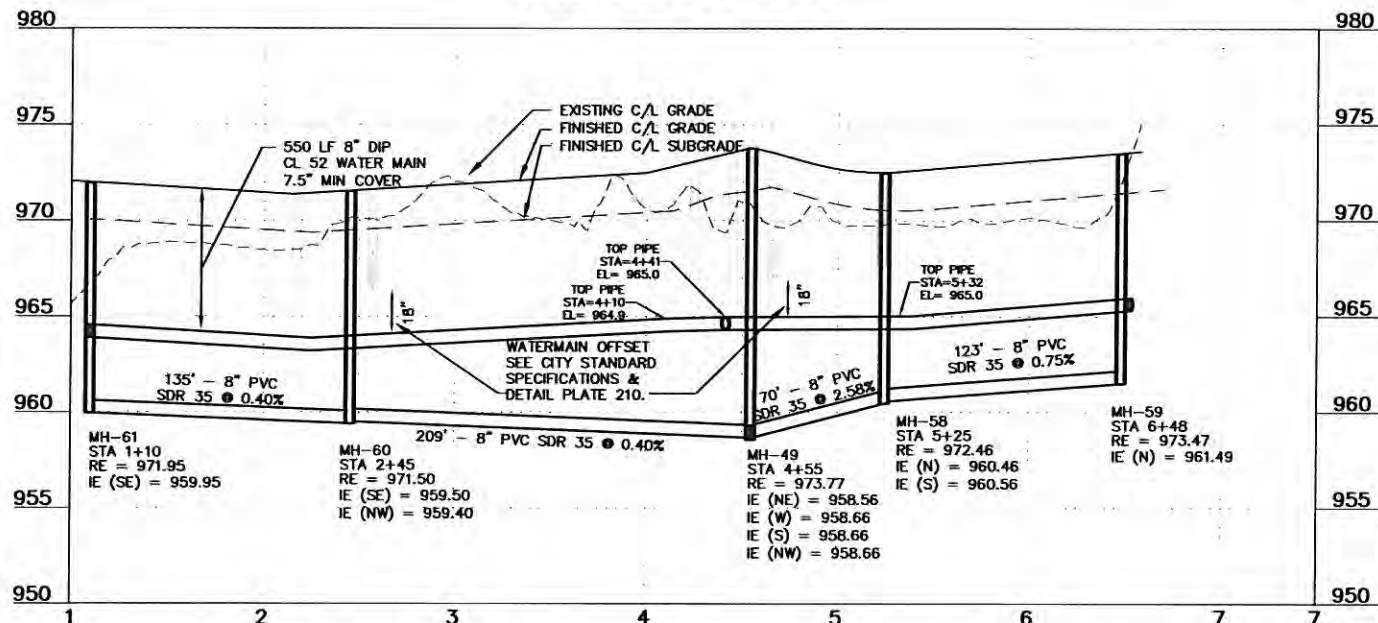 980
980
EXISTING C/L GRADE
FINISHED C/L GRADE
FINISHED C/L SUBGRADE
975
975
550 LF 8" DIP
CL 52 WATER MAIN
7.5" MIN COVER
970
970
TOP PIPE
STA=4+41
EL= 965.0
TOP PIPE
STA=4+10
EL= 964.9
TOP PIPE
STA=5+32
EL= 965.0
18"
18"
965
965
WATERMAIN OFFSET
SEE CITY STANDARD
SPECIFICATIONS &
DETAIL PLATE 210.
135' - 8" PVC
SDR 35 @ 0.40%
70' - 8" PVC
SDR 35 @ 2.58%
123' - 8" PVC
SDR 35 @ 0.75%
960
960
209' - 8" PVC SDR 35 @ 0.40%
MH-61
STA 1+10
RE = 971.95
IE (SE) = 959.95
MH-60
STA 2+45
RE = 971.50
IE (SE) = 959.50
IE (NW) = 959.40
MH-49
STA 4+55
RE = 973.77
IE (NE) = 958.56
IE (W) = 958.66
IE (S) = 958.66
IE (NW) = 958.66
MH-58
STA 5+25
RE = 972.46
IE (N) = 960.46
IE (S) = 960.56
MH-59
STA 6+48
RE = 973.47
IE (N) = 961.49
955
955
950
950
1 2 3 4 5 6 7 7